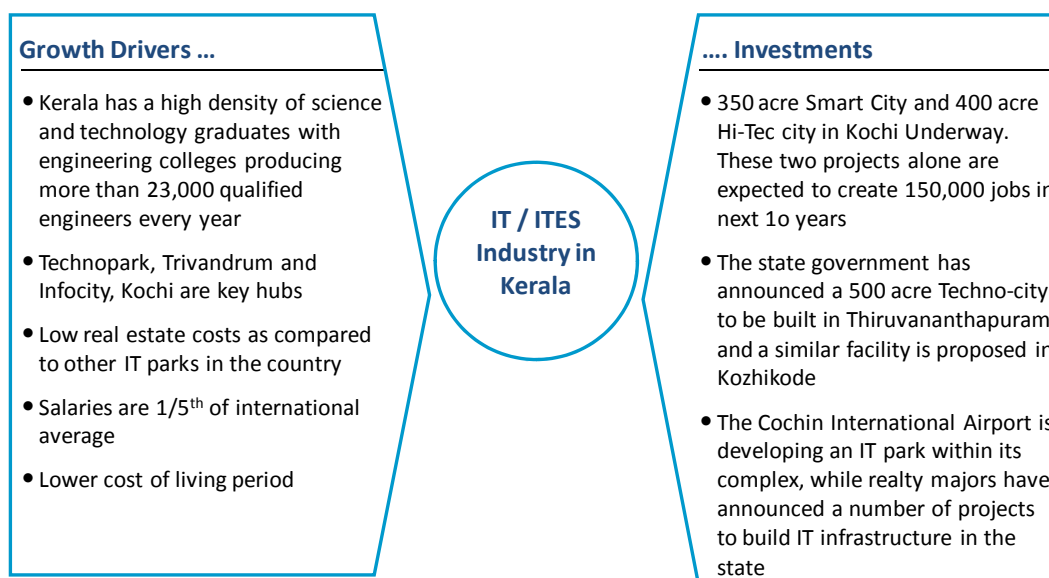 Growth Drivers ...
• Kerala has a high density of science
and technology graduates with
engineering colleges producing
more than 23,000 qualified
engineers every year
• Technopark, Trivandrum and
Infocity, Kochi are key hubs
• Low real estate costs as compared
to other IT parks in the country
• Salaries are 1/5th of international
average
• Lower cost of living period
IT / ITES
Industry in
Kerala
.... Investments
• 350 acre Smart City and 400 acre
Hi-Tec city in Kochi Underway.
These two projects alone are
expected to create 150,000 jobs in
next 1o years
• The state government has
announced a 500 acre Techno-city
to be built in Thiruvananthapuram
and a similar facility is proposed in
Kozhikode
• The Cochin International Airport is
developing an IT park within its
complex, while realty majors have
announced a number of projects
to build IT infrastructure in the
state